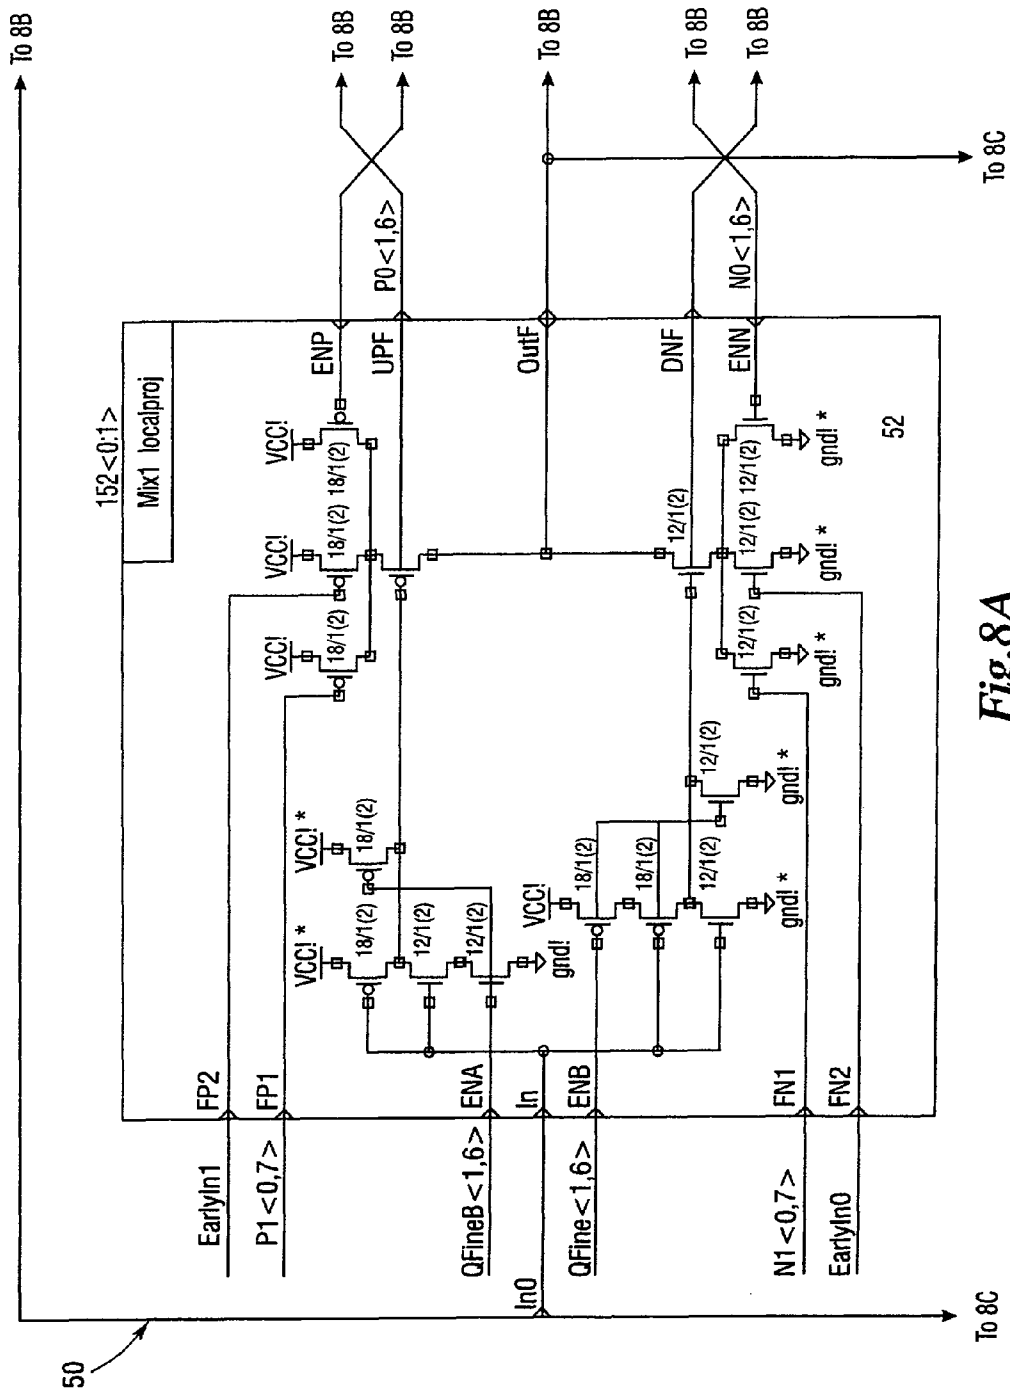 To 8B
152<0:1>
Mix1 localproj
VCC!
VCC!
VCC!
18/1(2)
18/1(2)
18/1(2)
ENP
To 8B
UPF
P0<1,6>
To 8B
OutF
To 8B
DNF
To 8B
ENN
N0<1,6>
To 8B
12/1(2)
12/1(2)
12/1(2)
12/1(2)
gnd! *
gnd! *
gnd! *
52
To 8C
EarlyIn1
FP2
P1<0,7>
FP1
VCC! *
VCC! *
18/1(2)
18/1(2)
12/1(2)
12/1(2)
gnd!
QFineB<1,6>
ENA
In0
In
QFine<1,6>
ENB
VCC!
18/1(2)
18/1(2)
12/1(2)
12/1(2)
gnd! *
gnd! *
N1<0,7>
FN1
EarlyIn0
FN2
50
To 8C
Fig.8A